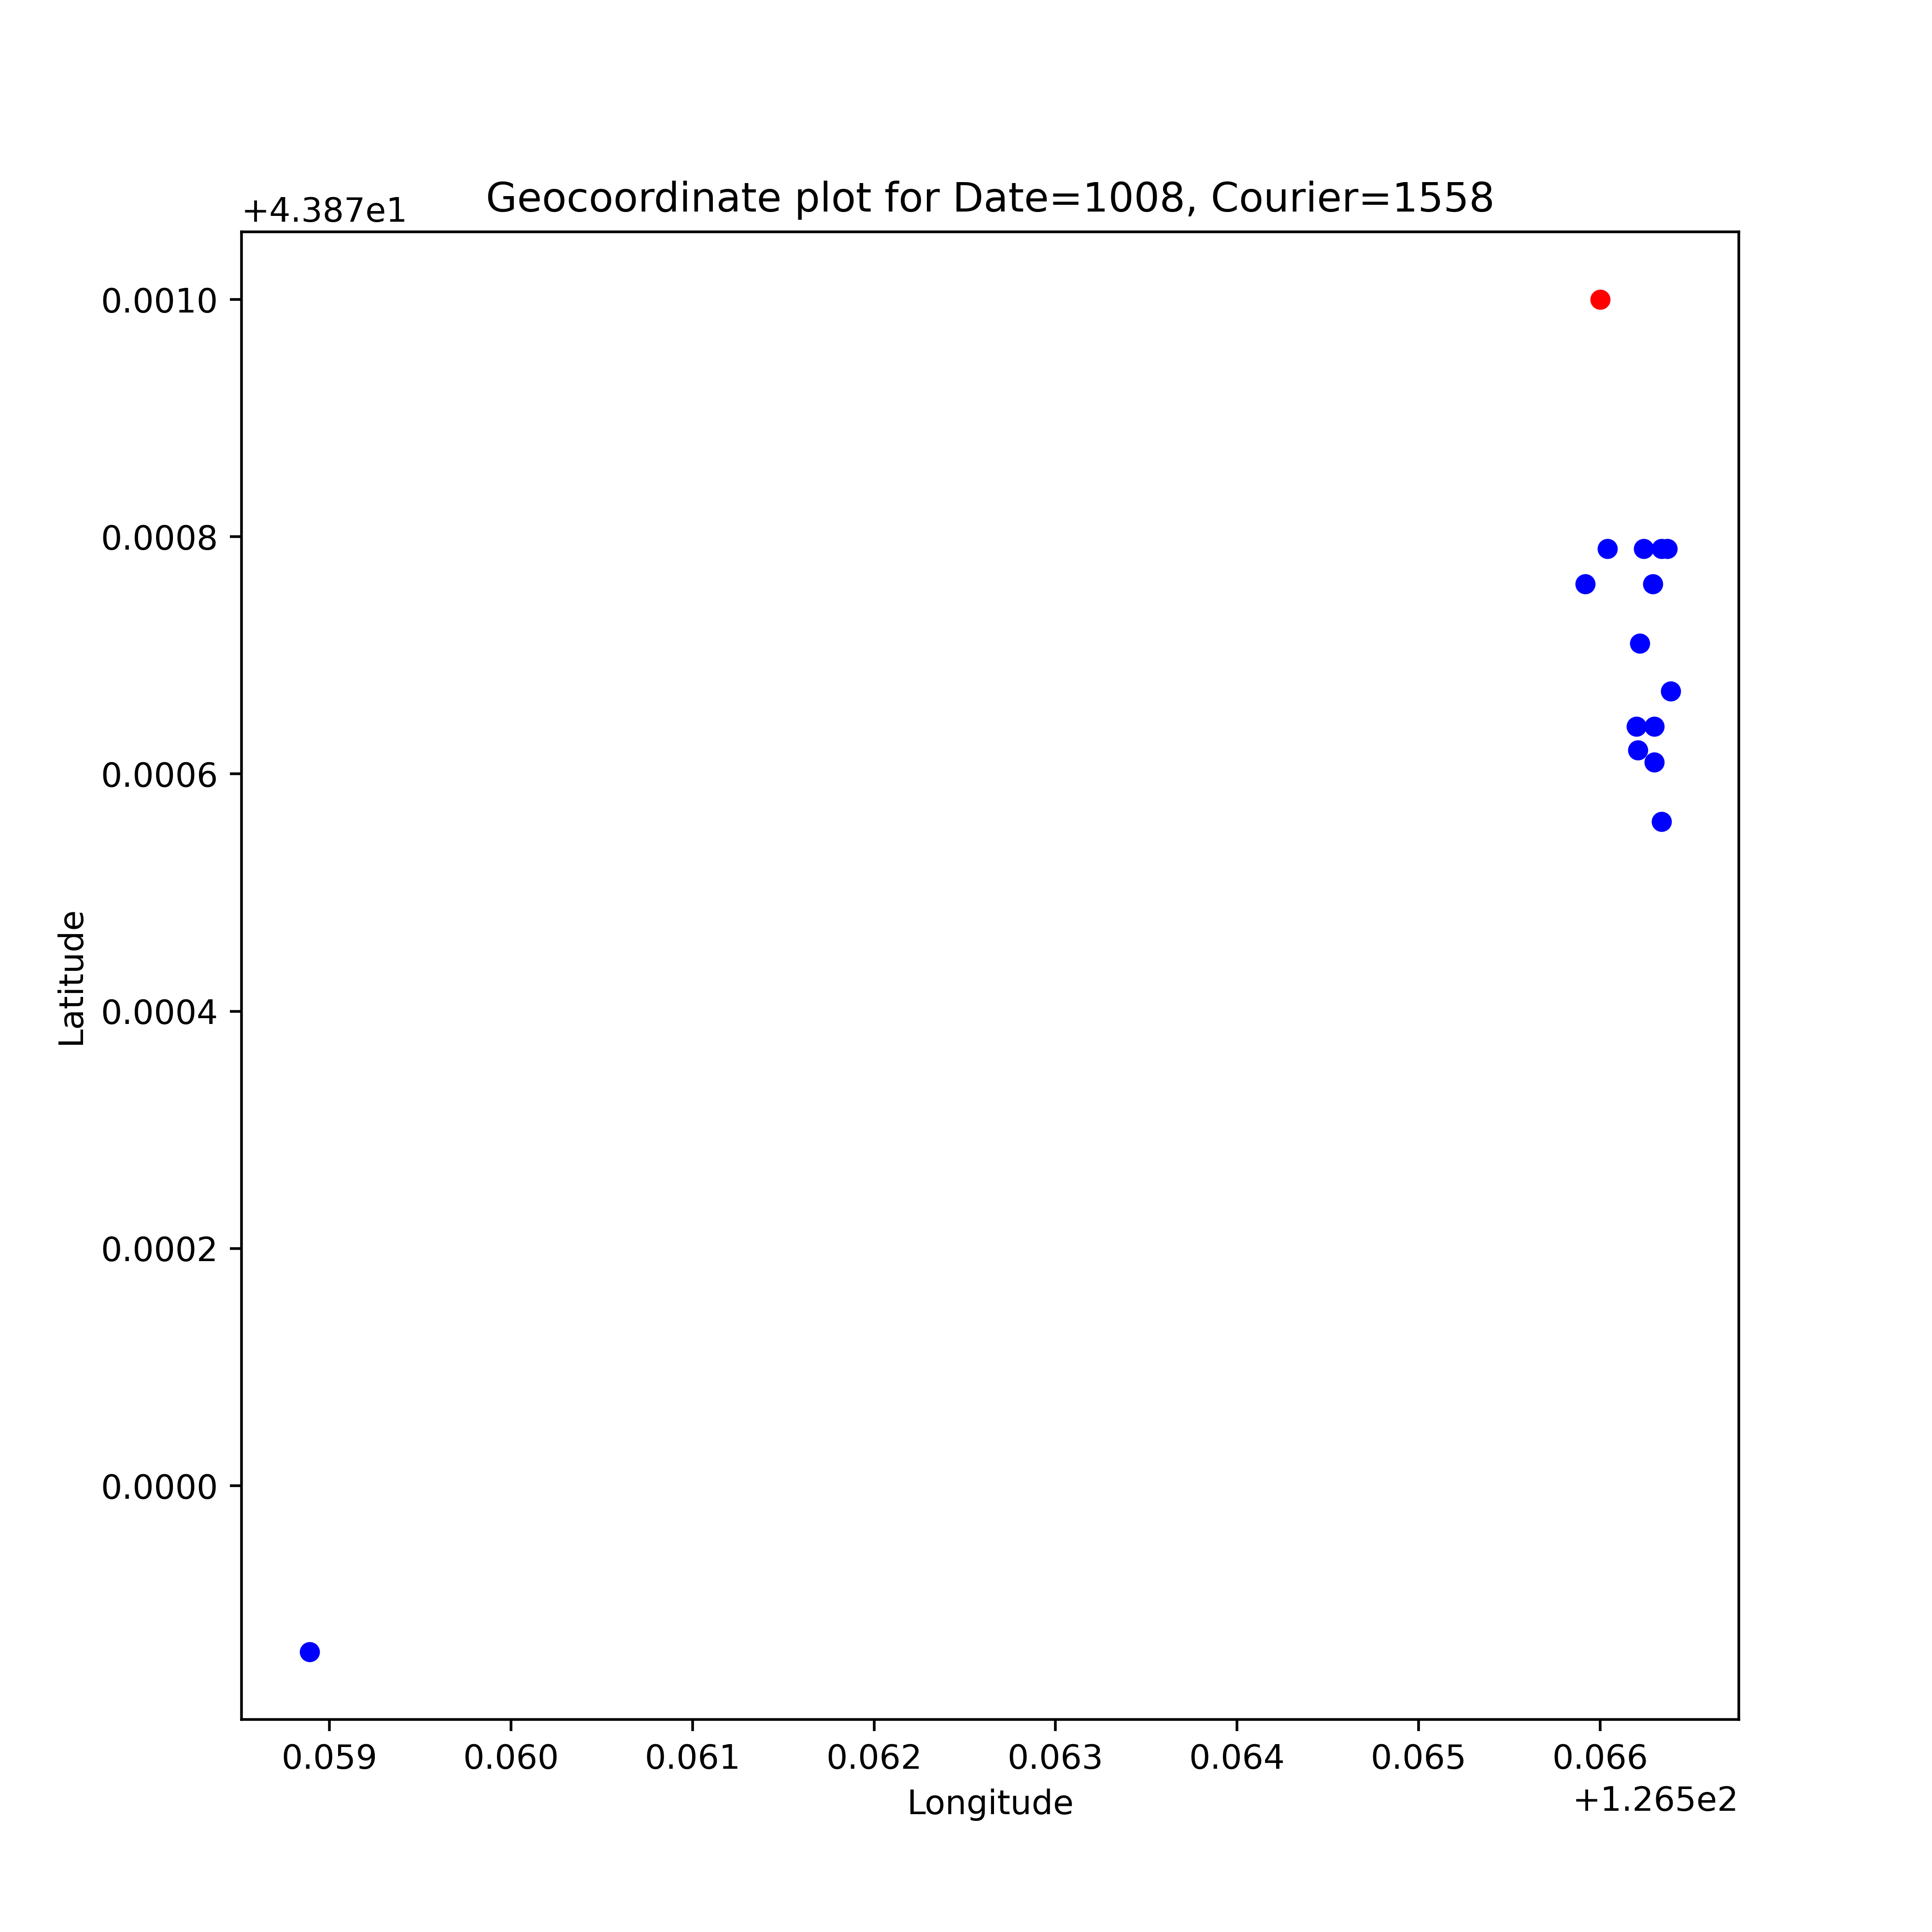 Geocoordinate plot for Date=1008, Courier=1558
+4.387e1
0.0010
0.0008
0.0006
0.0004
0.0002
0.0000
Latitude
0.059 0.060 0.061 0.062 0.063 0.064 0.065 0.066
+1.265e2
Longitude